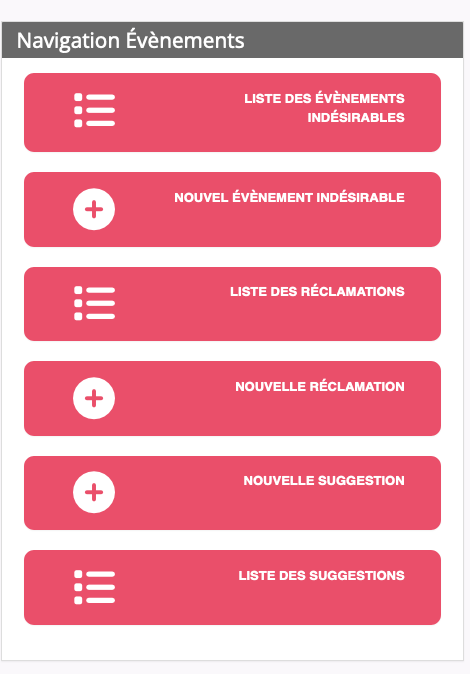 Navigation Évènements
LISTE DES ÉVÈNEMENTS
INDÉSIRABLES
NOUVEL ÉVÈNEMENT INDÉSIRABLE
LISTE DES RÉCLAMATIONS
NOUVELLE RÉCLAMATION
NOUVELLE SUGGESTION
LISTE DES SUGGESTIONS